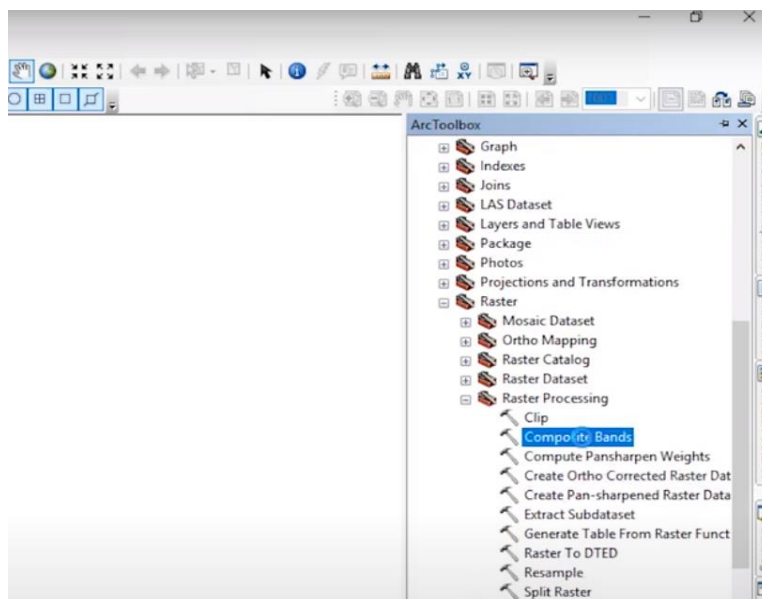 ArcToolbox
Graph
Indexes
Joins
LAS Dataset
Layers and Table Views
Package
Photos
Projections and Transformations
Raster
Mosaic Dataset
Ortho Mapping
Raster Catalog
Raster Dataset
Raster Processing
Clip
Composite Bands
Compute Pansharpen Weights
Create Ortho Corrected Raster Dat
Create Pan-sharpened Raster Data
Extract Subdataset
Generate Table From Raster Funct
Raster To DTED
Resample
Split Raster